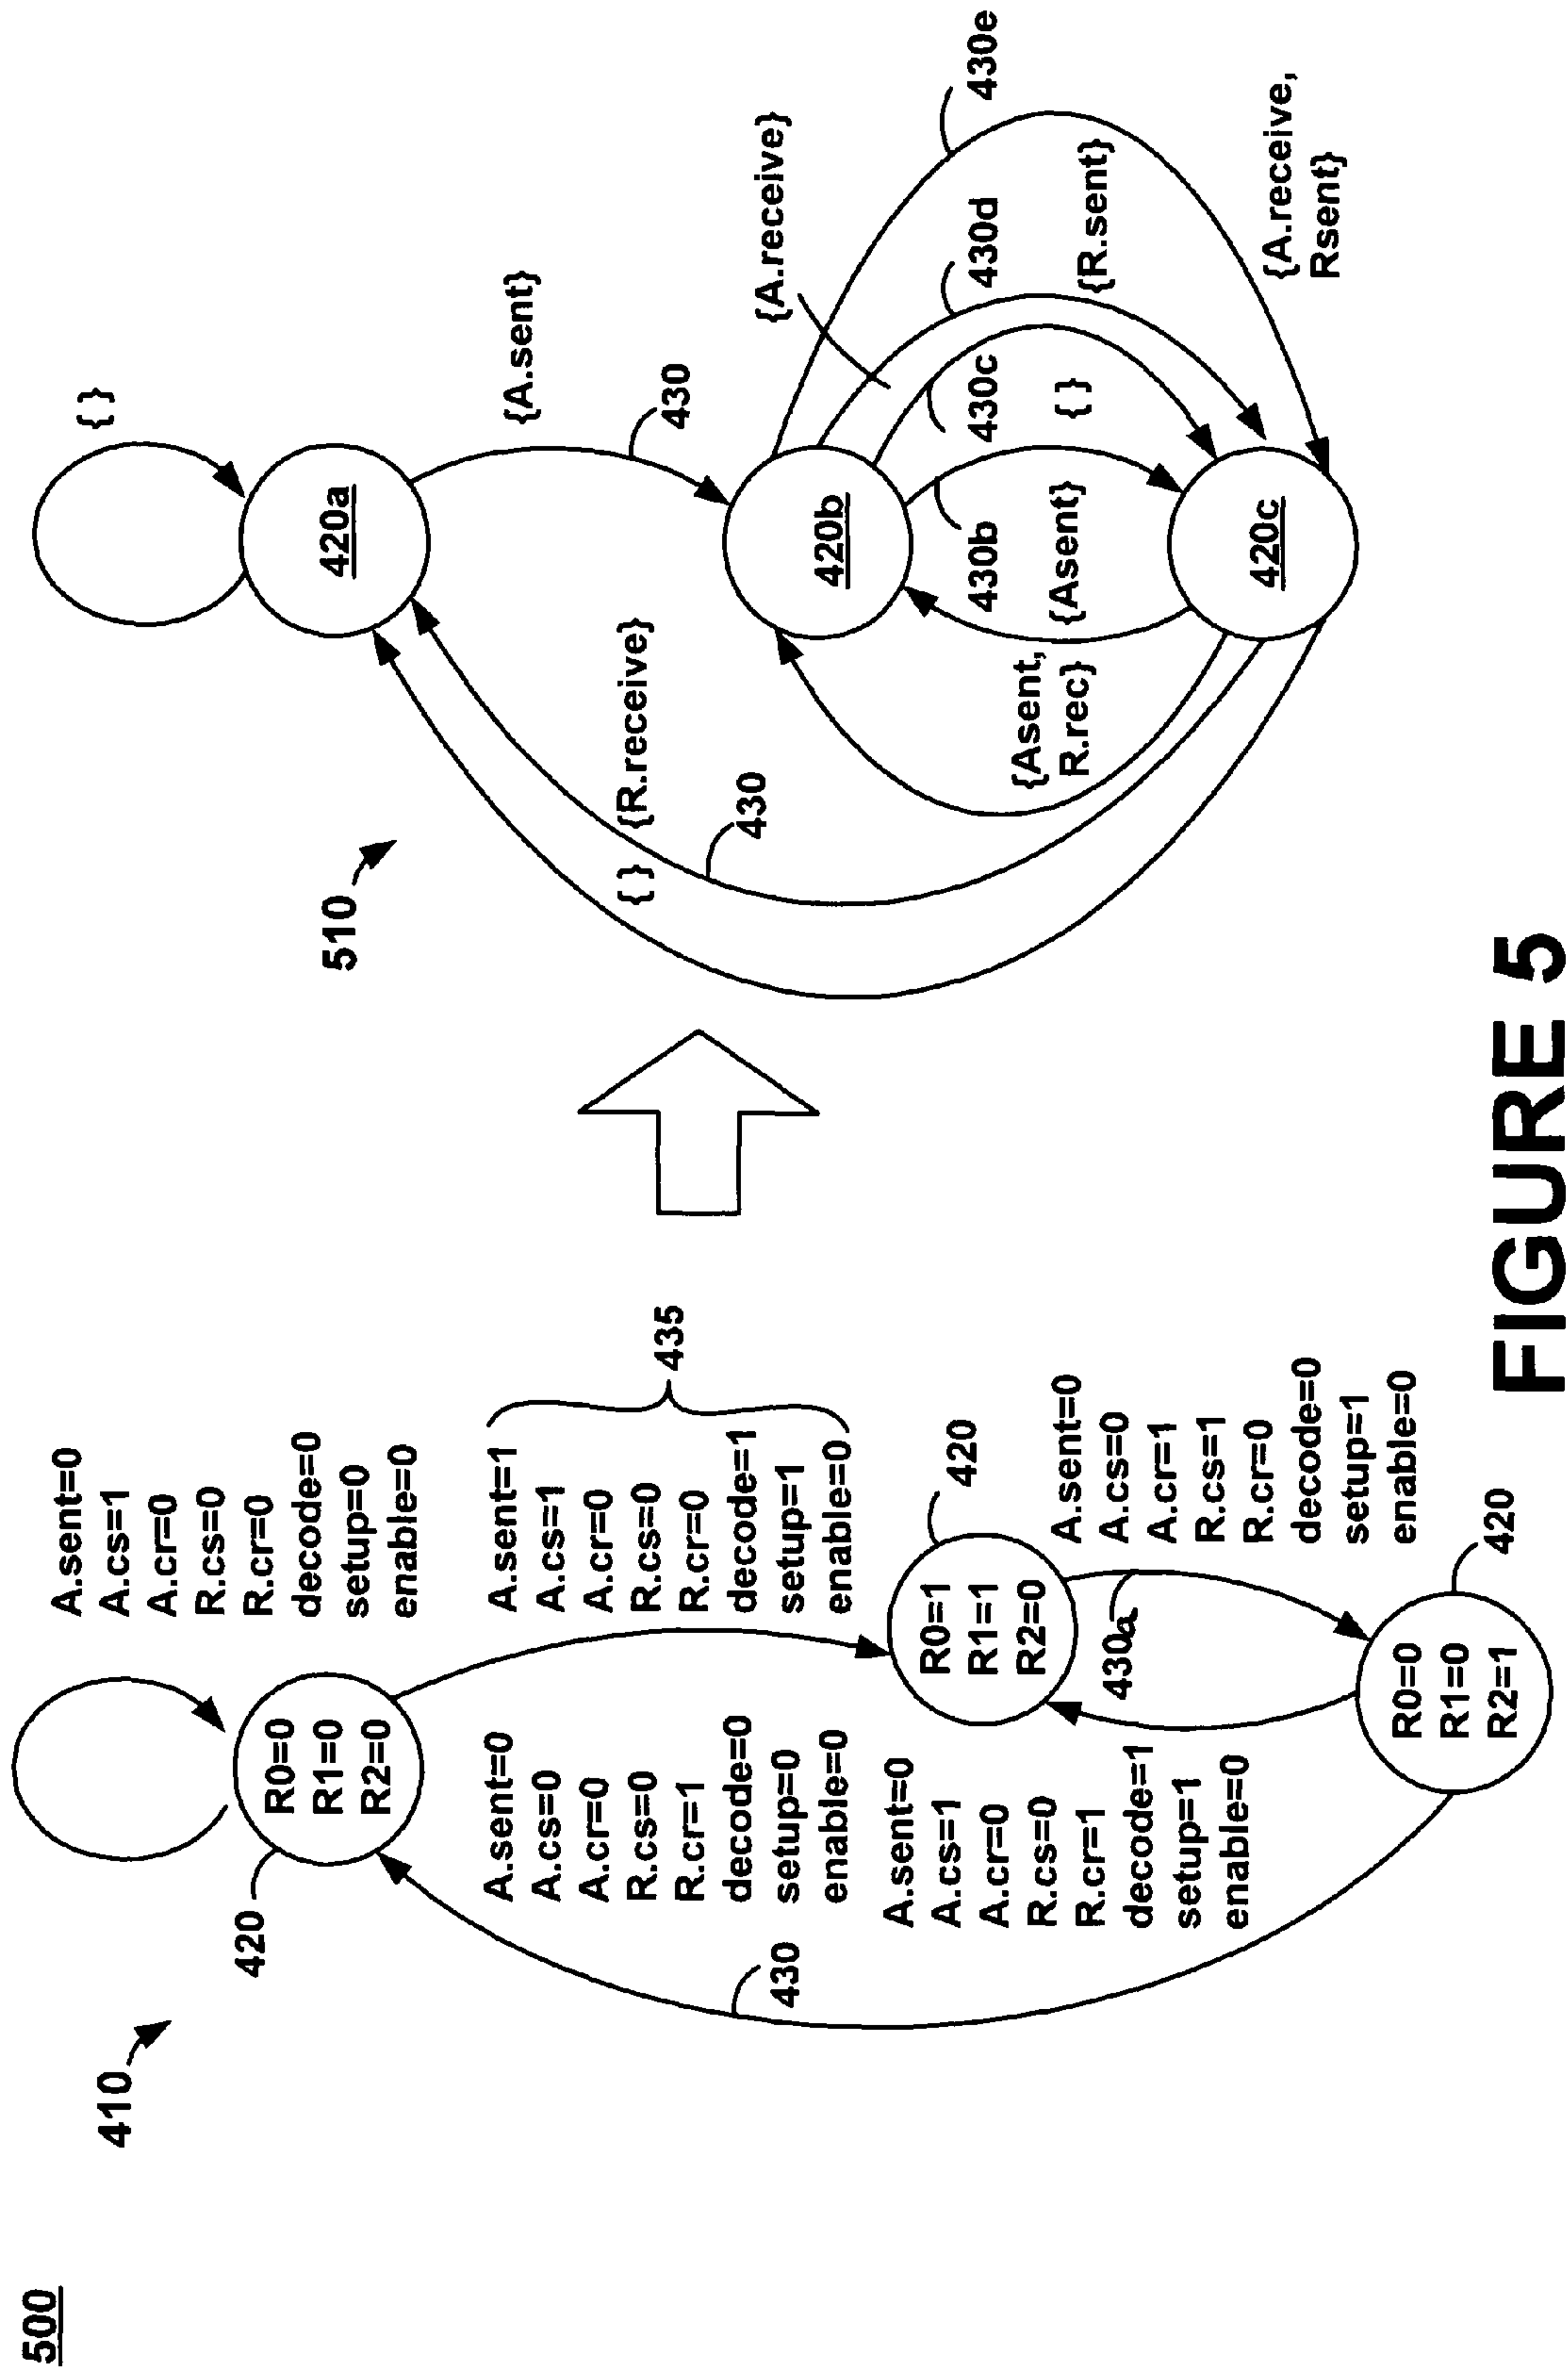 500
410
420
R0=0
R1=0
R2=0
A.sent=0
A.cs=1
A.cr=0
R.cs=0
R.cr=0
decode=0
setup=0
enable=0
A.sent=1
A.cs=1
A.cr=0
R.cs=0
R.cr=0
decode=1
setup=1
enable=0
435
430
A.sent=0
A.cs=0
A.cr=0
R.cs=0
R.cr=1
decode=0
setup=0
enable=0
420
R0=1
R1=1
R2=0
A.sent=0
A.cs=1
A.cr=0
R.cs=0
R.cr=1
decode=1
setup=1
enable=0
430a
A.sent=0
A.cs=0
A.cr=1
R.cs=1
R.cr=0
decode=0
setup=1
enable=0
R0=0
R1=0
R2=1
420
510
{ }
420a
{A.sent}
430
{ } {R.receive}
430
420b
{A.receive}
430e
430d
{R.sent}
430c
{ }
430b
{Asent}
{Asent,
R.rec}
{A.receive,
Rsent}
420c
FIGURE 5